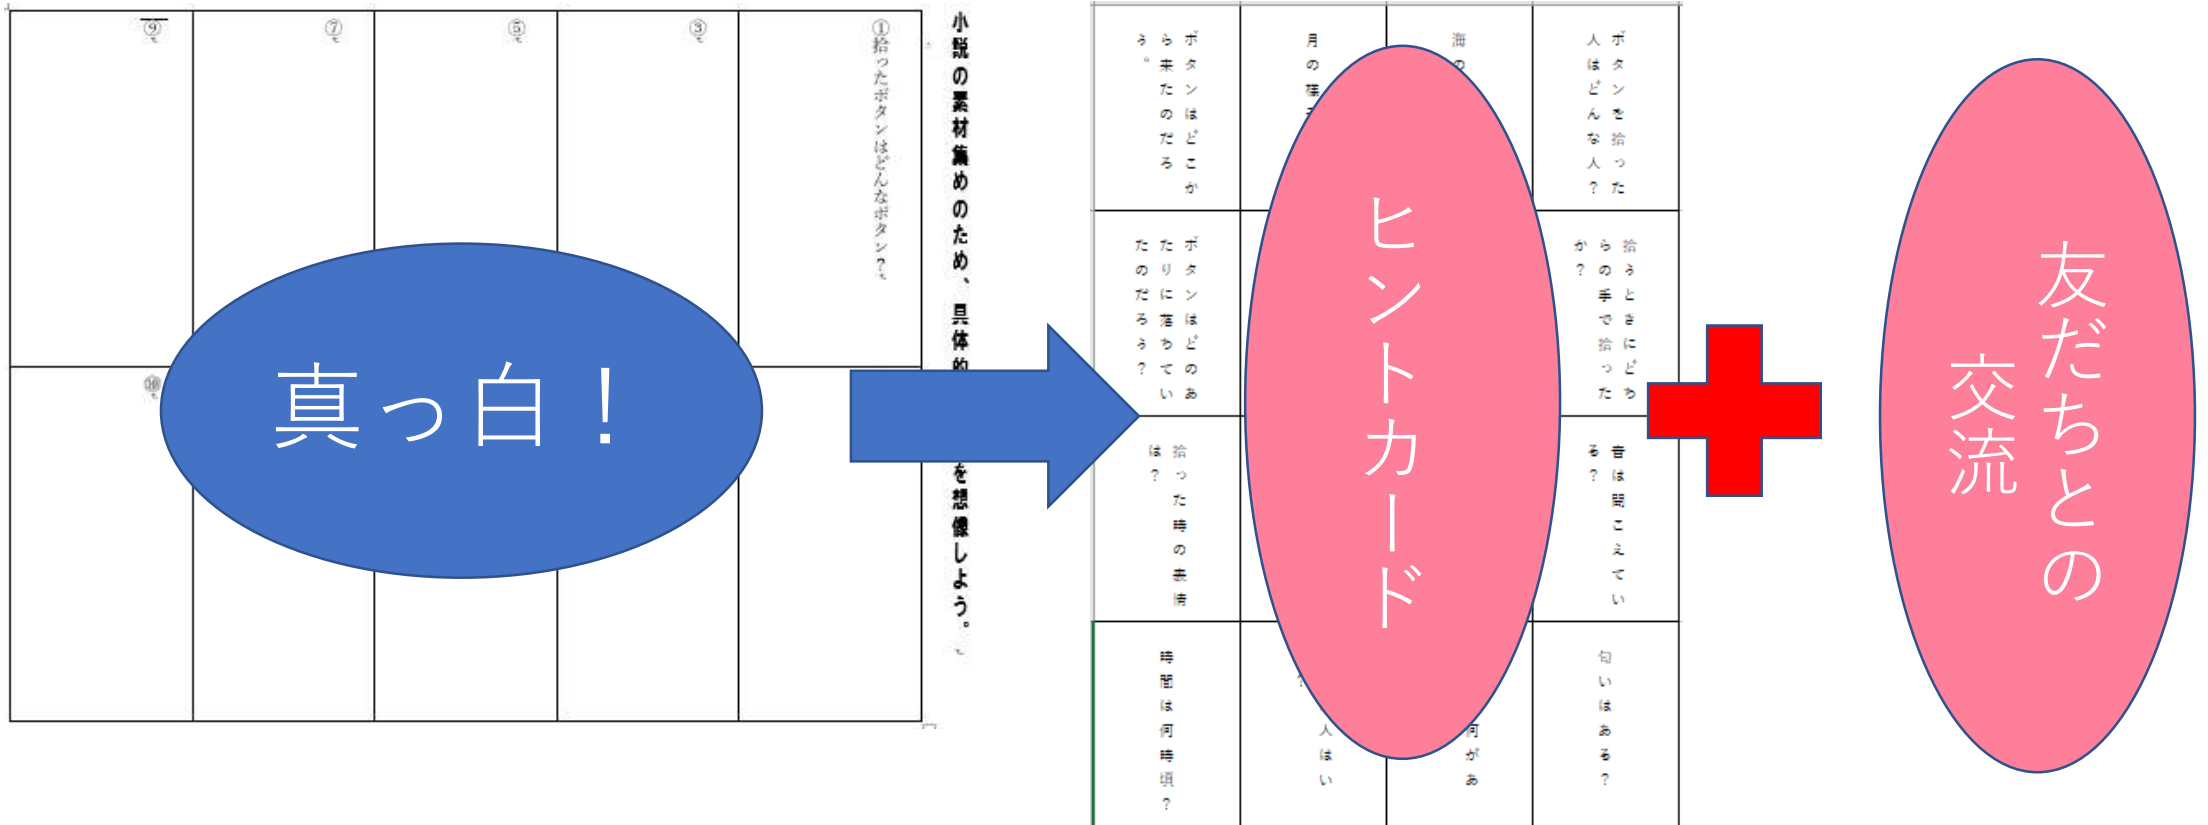 小説の素材集めのため、具体的
を想像しよう。
①拾ったボタンはどんなボタン?
③
⑤
⑦
⑨
⑩
真っ白!
ボタンを拾った
人はどんな人?
海の
月の様子
ボタンはどこか
ら来たのだろ
う。
拾うときにどち
らの手で拾った
か?
ボタンはどのあ
たりに落ちてい
たのだろう?
音は聞こえてい
る?
拾った時の表情
は?
匂いはある?
何があ
人はい
?
時間は何時頃?
ヒントカード
友だちとの
交流